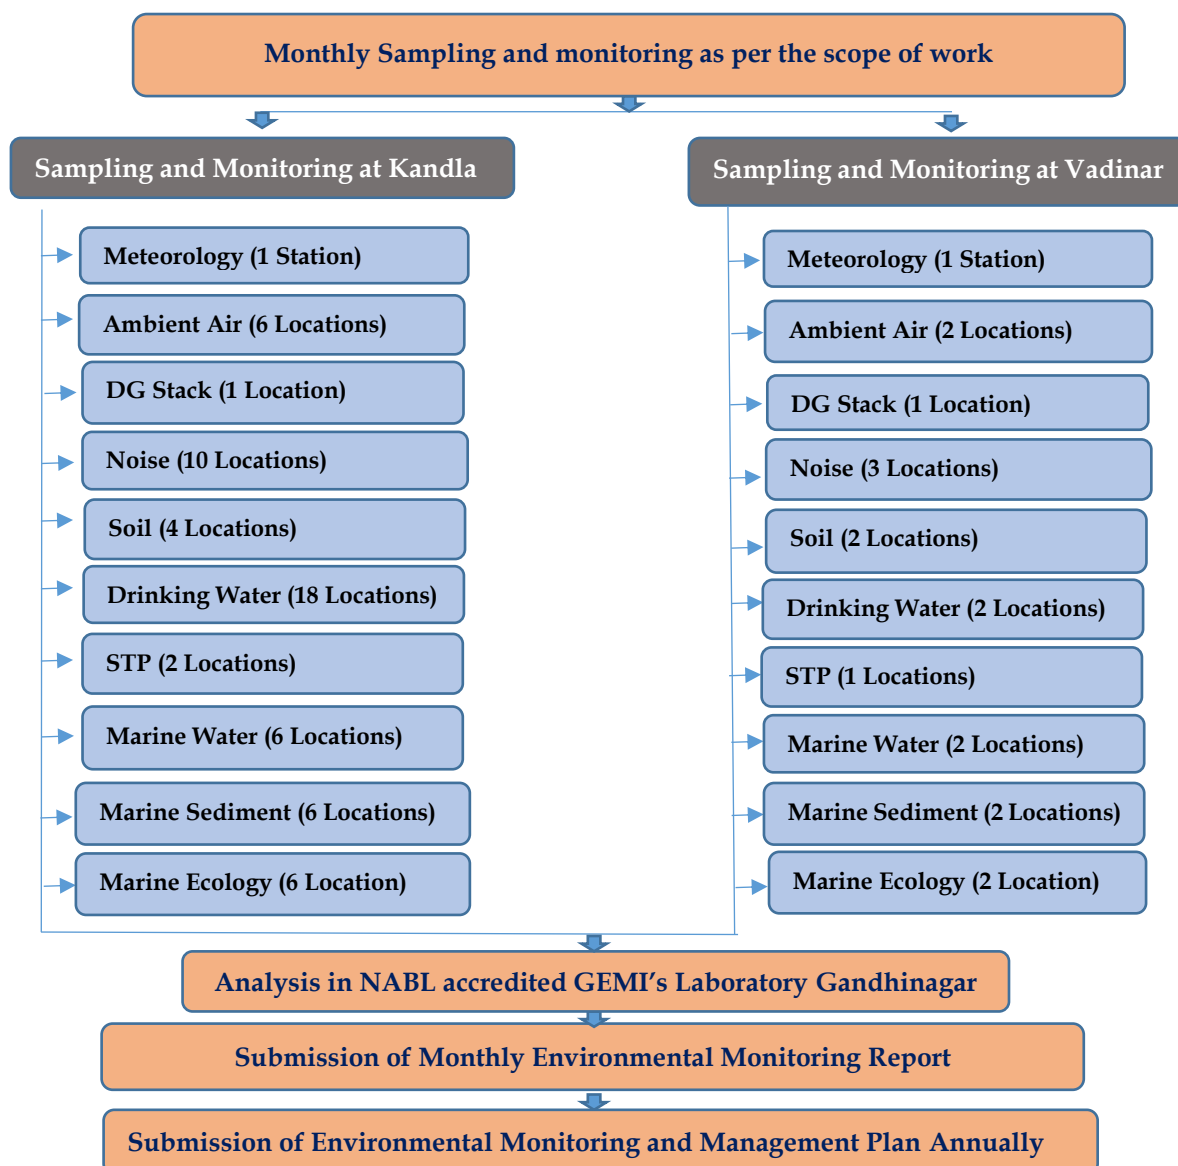 Monthly Sampling and monitoring as per the scope of work
Sampling and Monitoring at Kandla
Meteorology (1 Station)
Ambient Air (6 Locations)
DG Stack (1 Location)
Noise (10 Locations)
Soil (4 Locations)
Drinking Water (18 Locations)
STP (2 Locations)
Marine Water (6 Locations)
Marine Sediment (6 Locations)
Marine Ecology (6 Location)
Sampling and Monitoring at Vadinar
Meteorology (1 Station)
Ambient Air (2 Locations)
DG Stack (1 Location)
Noise (3 Locations)
Soil (2 Locations)
Drinking Water (2 Locations)
STP (1 Locations)
Marine Water (2 Locations)
Marine Sediment (2 Locations)
Marine Ecology (2 Location)
Analysis in NABL accredited GEMI’s Laboratory Gandhinagar
Submission of Monthly Environmental Monitoring Report
Submission of Environmental Monitoring and Management Plan Annually